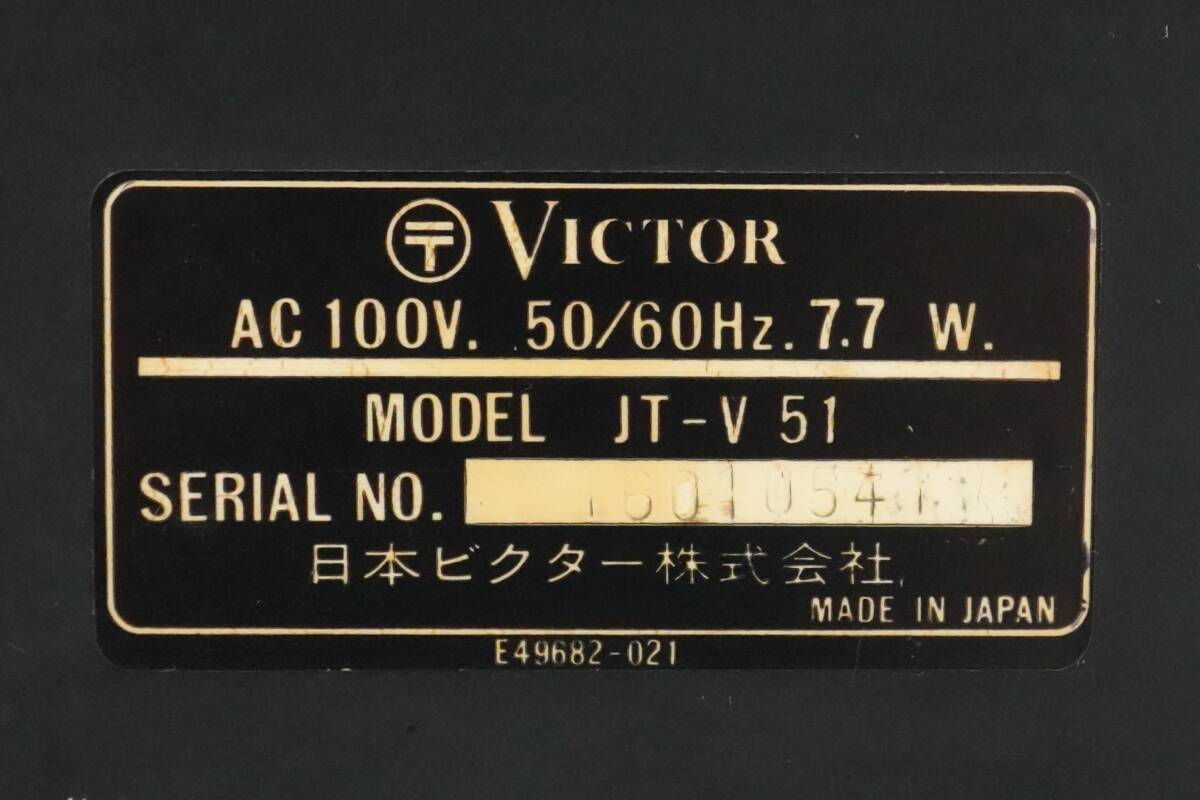 〶 VICTOR
AC 100V. 50/60Hz. 7.7 W.
MODEL JT-V 51
SERIAL NO.
日本ビクター株式会社
MADE IN JAPAN
E49682-021